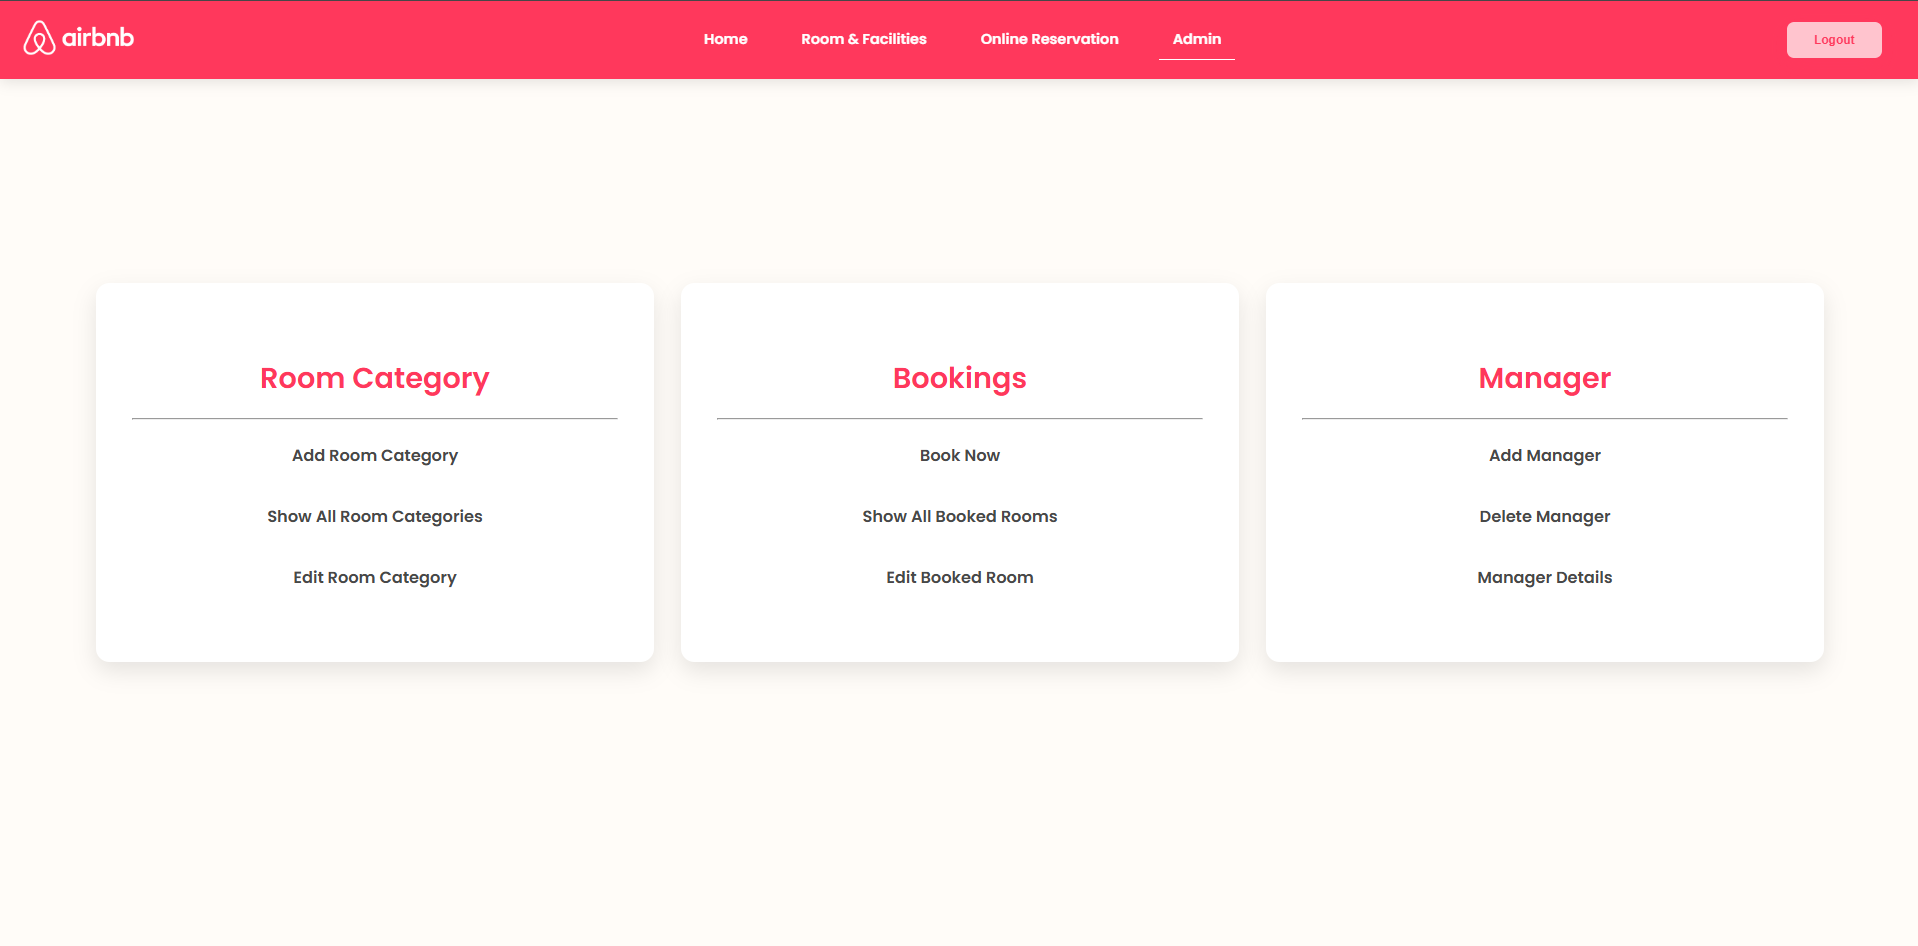 airbnb
Home Room & Facilities Online Reservation Admin Logout
Room Category
Add Room Category
Show All Room Categories
Edit Room Category
Bookings
Book Now
Show All Booked Rooms
Edit Booked Room
Manager
Add Manager
Delete Manager
Manager Details